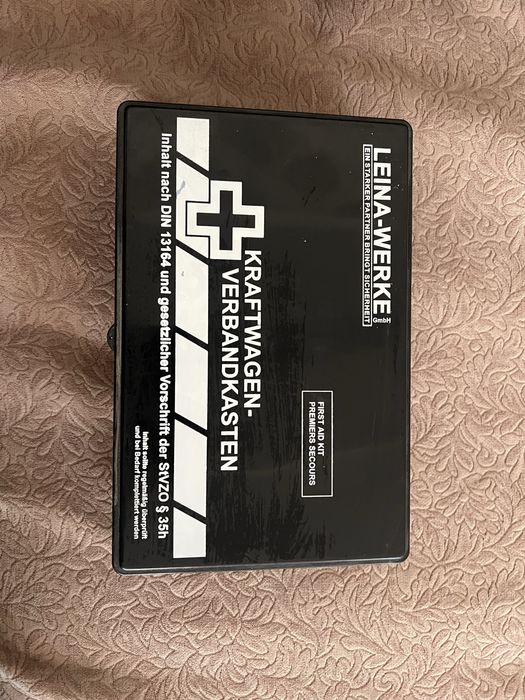 LEINA-WERKE GmbH
EIN STARKER PARTNER BRINGT SICHERHEIT
FIRST AID KIT
PREMIERS SECOURS
KRAFTWAGEN-
VERBANDKASTEN
Inhalt nach DIN 13164 und gesetzlicher Vorschrift der StVZO § 35h
Inhalt sollte regelmäßig überprüft
und bei Bedarf komplettiert werden